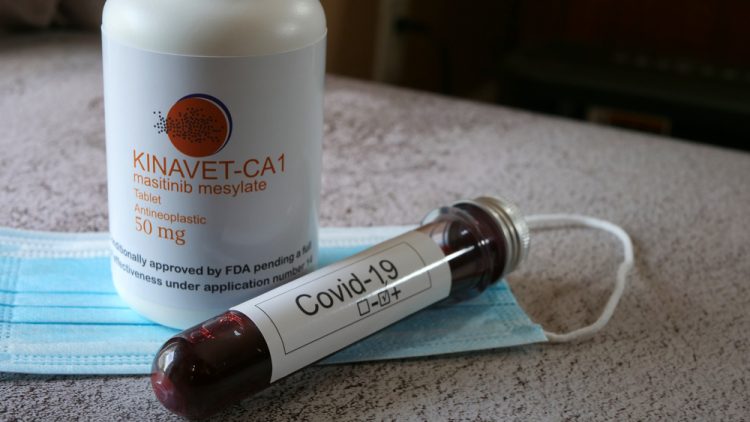 KINAVET-CA1
masitinib mesylate
Tablet
Antineoplastic
50 mg
ditionally approved by FDA pending a full
effectiveness under application number
Covid-19
☐-☑+